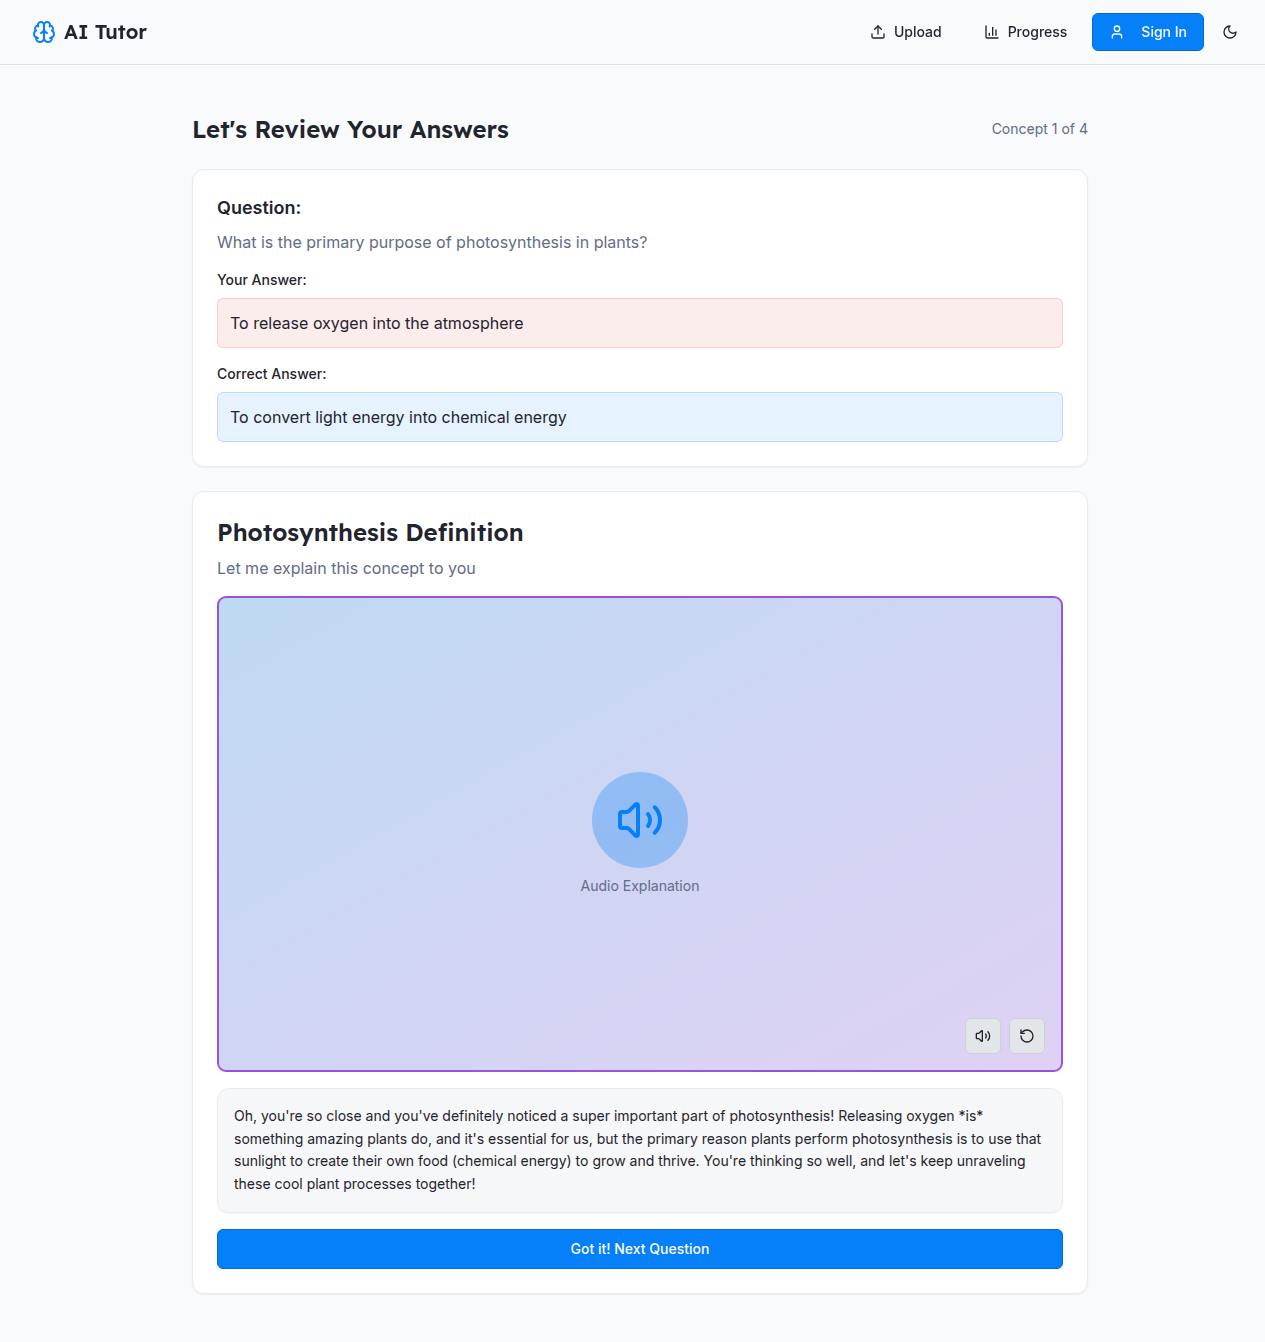 AI Tutor
Upload
Progress
Sign In
Let's Review Your Answers
Concept 1 of 4
Question:
What is the primary purpose of photosynthesis in plants?
Your Answer:
To release oxygen into the atmosphere
Correct Answer:
To convert light energy into chemical energy
Photosynthesis Definition
Let me explain this concept to you
Audio Explanation
Oh, you're so close and you've definitely noticed a super important part of photosynthesis! Releasing oxygen *is*
something amazing plants do, and it's essential for us, but the primary reason plants perform photosynthesis is to use that
sunlight to create their own food (chemical energy) to grow and thrive. You're thinking so well, and let's keep unraveling
these cool plant processes together!
Got it! Next Question